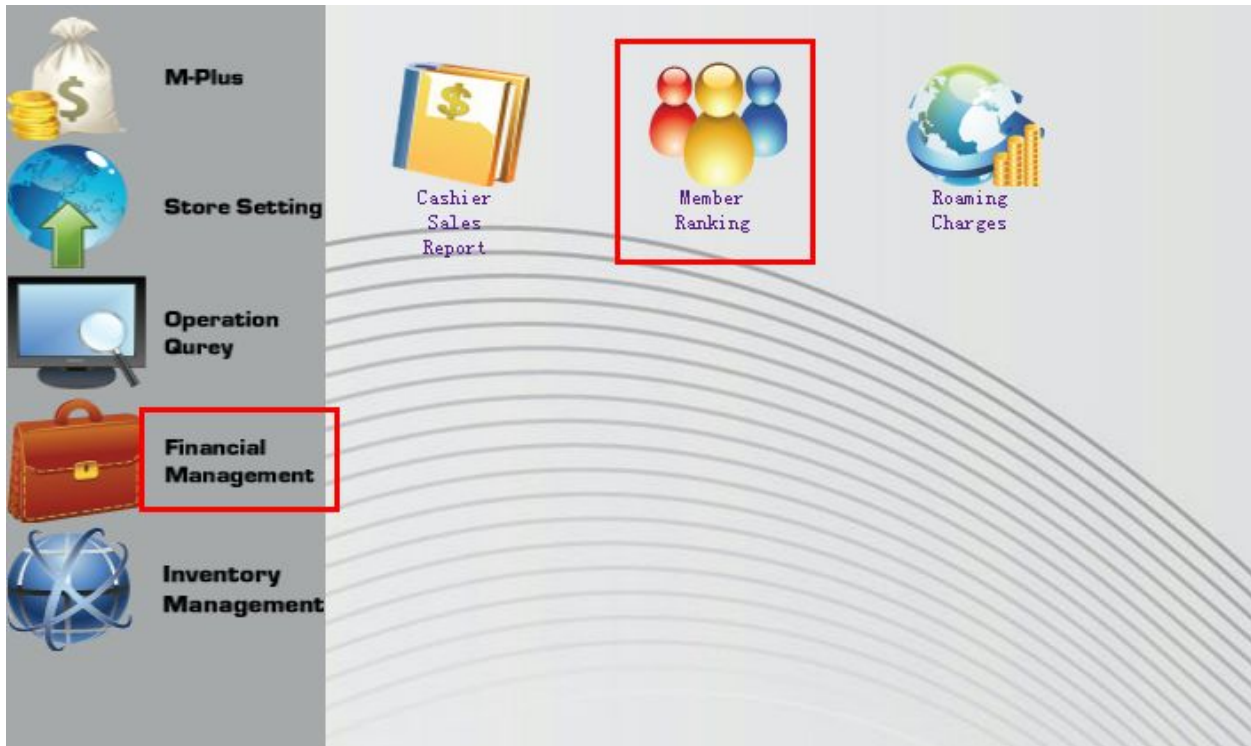 M-Plus
Store Setting
Operation
Qurey
Financial
Management
Inventory
Management
Cashier
Sales
Report
Member
Ranking
Roaming
Charges